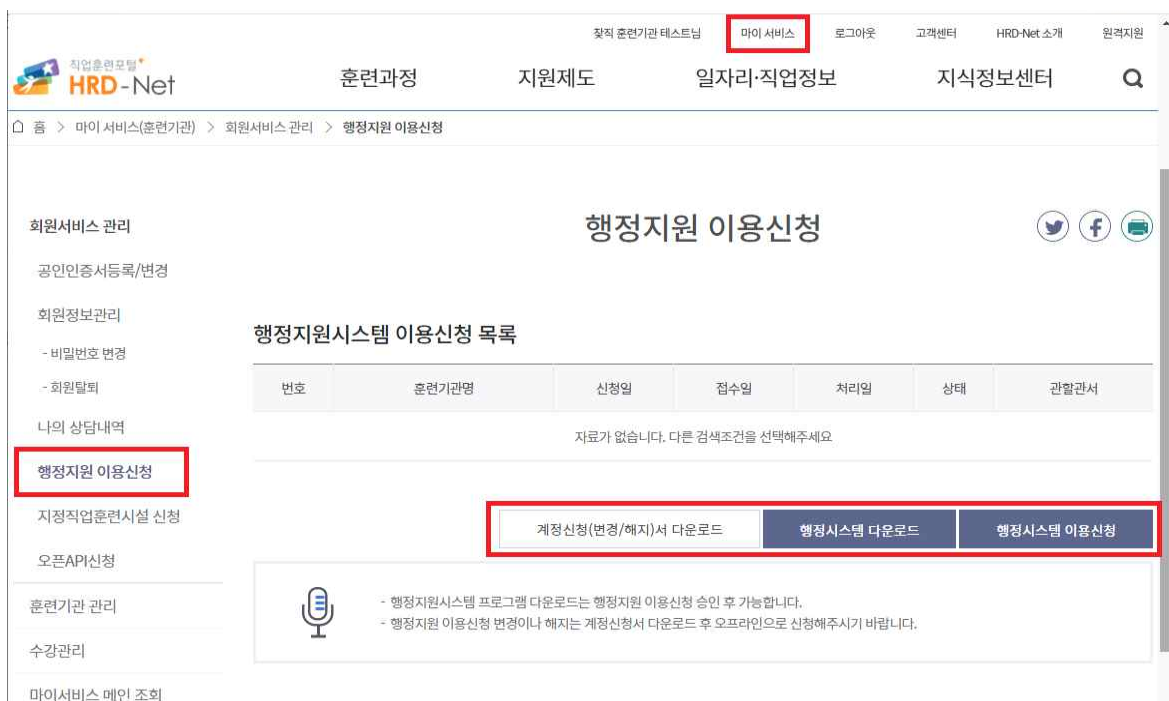 찾직 훈련기관 테스트님 마이 서비스 로그아웃 고객센터 HRD-Net 소개 원격지원
직업훈련포털
HRD-Net 훈련과정 지원제도 일자리·직업정보 지식정보센터
홈 > 마이 서비스(훈련기관) > 회원서비스 관리 > 행정지원 이용신청
회원서비스 관리
공인인증서등록/변경
회원정보관리
- 비밀번호 변경
- 회원탈퇴
나의 상담내역
행정지원 이용신청
지정직업훈련시설 신청
오픈API신청
훈련기관 관리
수강관리
마이서비스 메인 조회
행정지원 이용신청
행정지원시스템 이용신청 목록
번호 훈련기관명 신청일 접수일 처리일 상태 관할관서
자료가 없습니다. 다른 검색조건을 선택해주세요
계정신청(변경/해지)서 다운로드 행정시스템 다운로드 행정시스템 이용신청
- 행정지원시스템 프로그램 다운로드는 행정지원 이용신청 승인 후 가능합니다.
- 행정지원 이용신청 변경이나 해지는 계정신청서 다운로드 후 오프라인으로 신청해주시기 바랍니다.